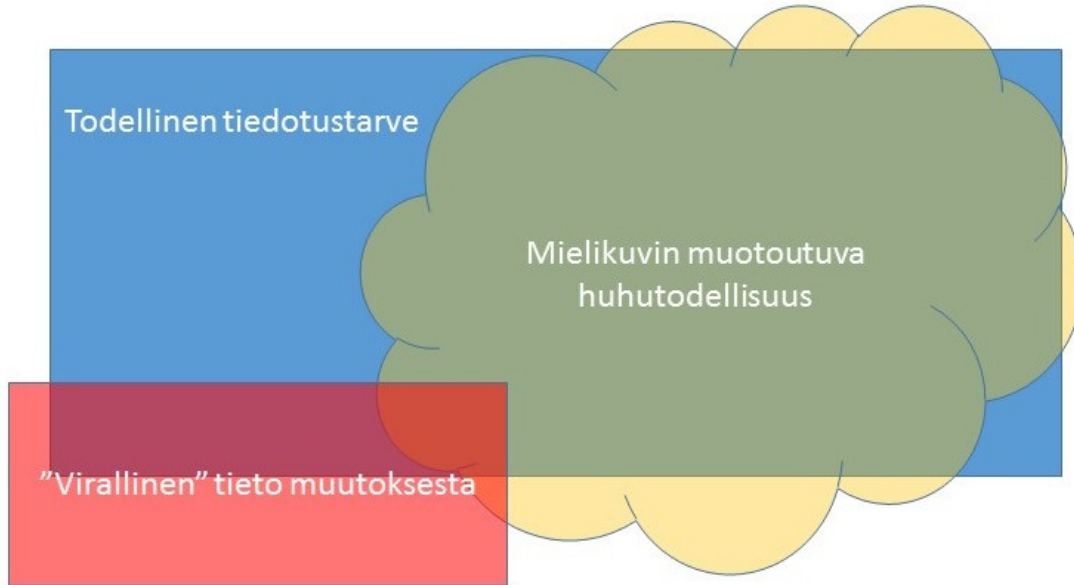 Todellinen tiedotustarve
Mielikuvin muotoutuva
huhutodellisuus
”Virallinen” tieto muutoksesta